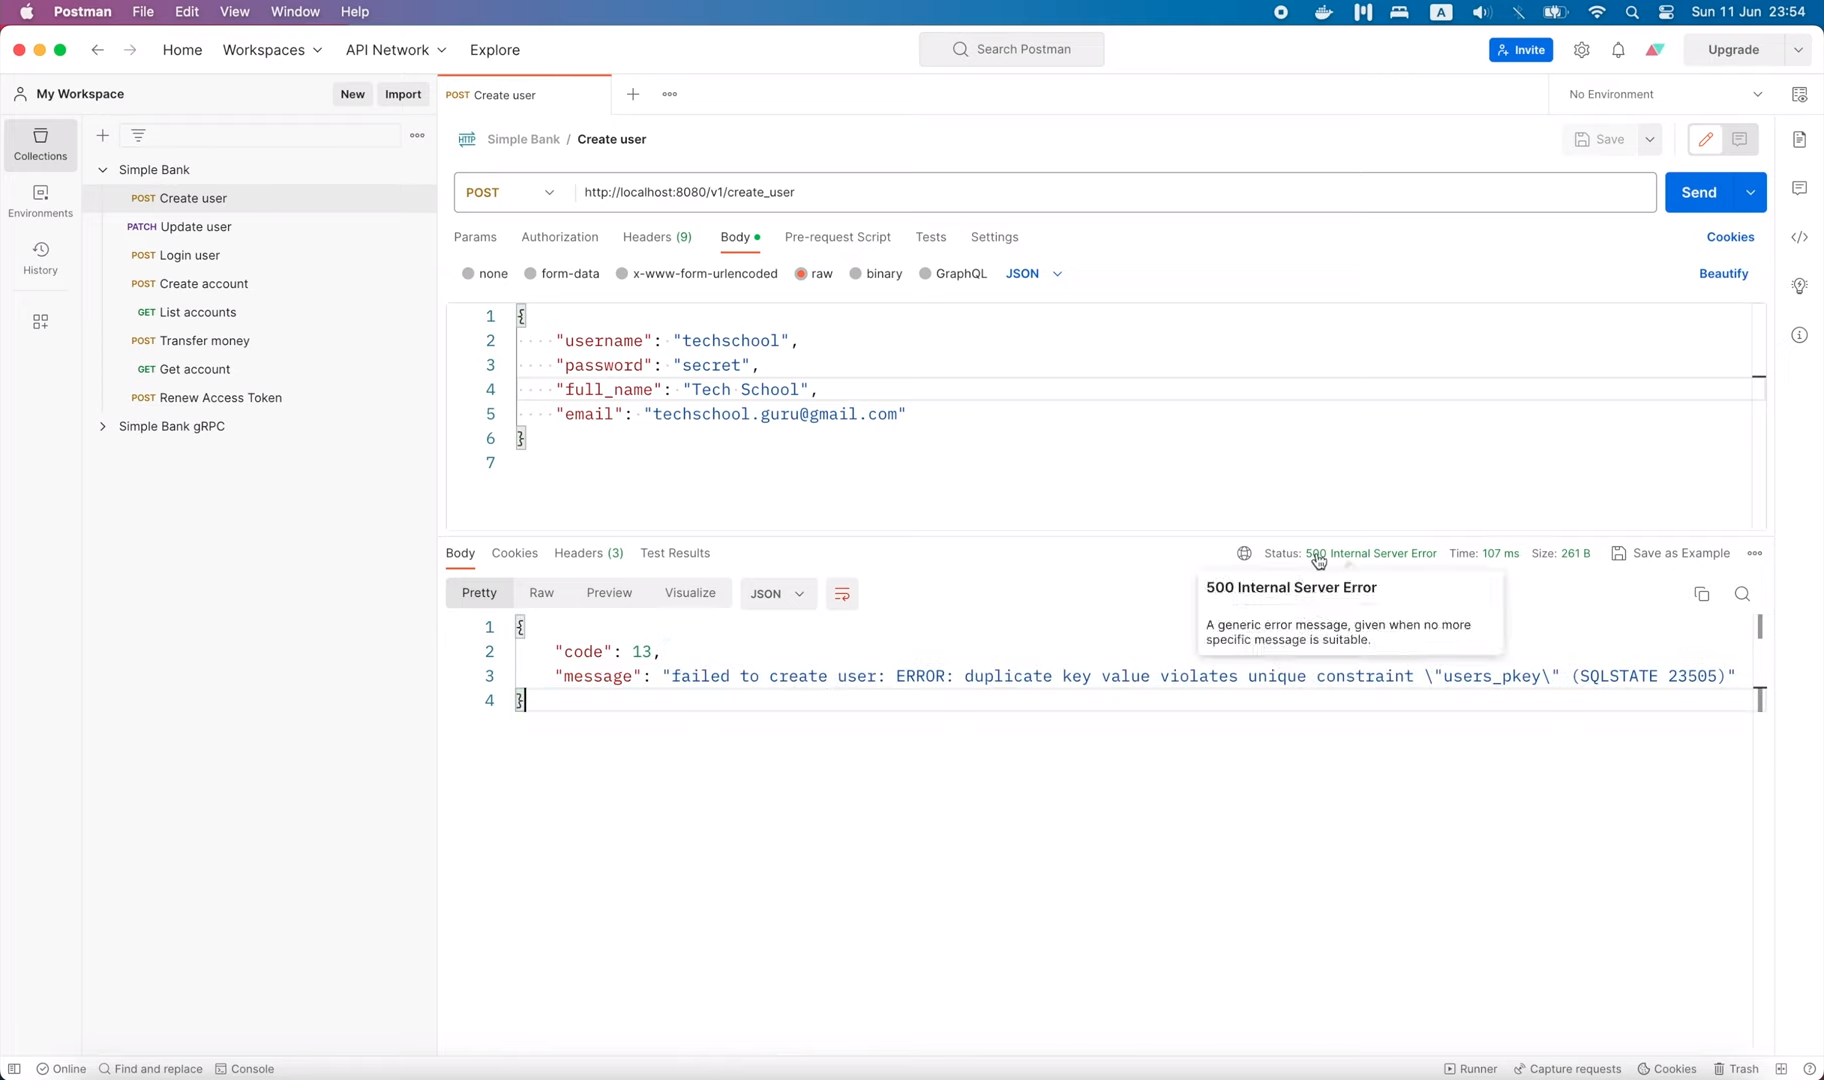 Postman File Edit View Window Help
A Sun 11 Jun 23:54
Home Workspaces API Network Explore
Search Postman
Invite
Upgrade
My Workspace
New Import
POST Create user
No Environment
Collections
Environments
History
Simple Bank
POST Create user
PATCH Update user
POST Login user
POST Create account
GET List accounts
POST Transfer money
GET Get account
POST Renew Access Token
Simple Bank gRPC
HTTP Simple Bank / Create user
Save
POST http://localhost:8080/v1/create_user
Send
Params Authorization Headers (9) Body Pre-request Script Tests Settings
Cookies
none form-data x-www-form-urlencoded raw binary GraphQL JSON
Beautify
1 {
2 "username": "techschool",
3 "password": "secret",
4 "full_name": "Tech School",
5 "email": "techschool.guru@gmail.com"
6 }
7
Body Cookies Headers (3) Test Results
Status: 500 Internal Server Error Time: 107 ms Size: 261 B Save as Example
Pretty Raw Preview Visualize JSON
500 Internal Server Error
A generic error message, given when no more
specific message is suitable.
1 {
2 "code": 13,
3 "message": "failed to create user: ERROR: duplicate key value violates unique constraint \"users_pkey\" (SQLSTATE 23505)"
4 }
Online Find and replace Console
Runner Capture requests Cookies Trash